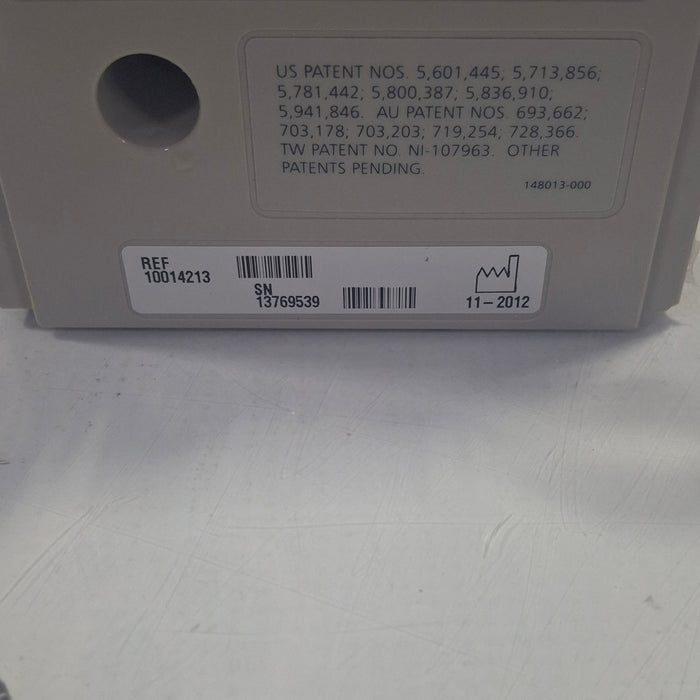 US PATENT NOS. 5,601,445; 5,713,856;
5,781,442; 5,800,387; 5,836,910;
5,941,846. AU PATENT NOS. 693,662;
703,178; 703,203; 719,254; 728,366.
TW PATENT NO. NI-107963. OTHER
PATENTS PENDING.
148013-000
REF
10014213
SN
13769539
11-2012